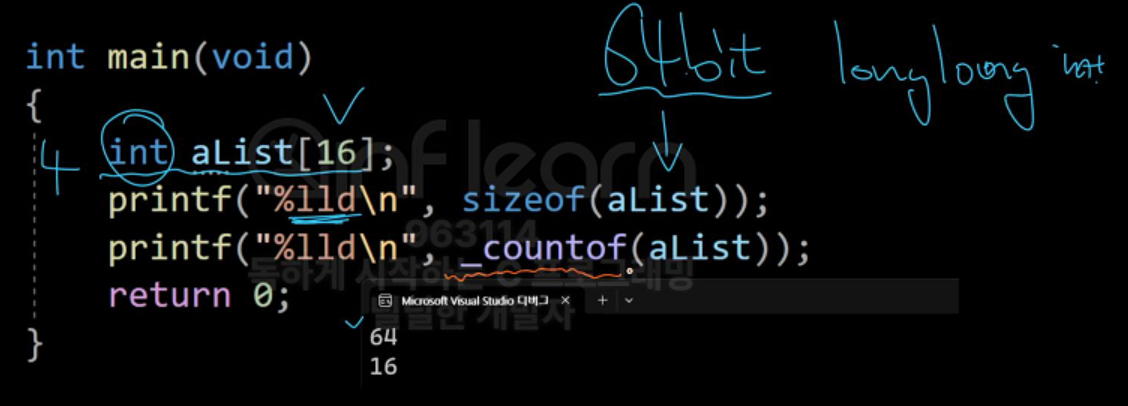 64bit long long int
int main(void)
{
4 int aList[16];
printf("%lld\n", sizeof(aList));
printf("%lld\n", _countof(aList));
return 0;
}
inflearn
063114
독하게 시작하는 C 프로그래밍
널널한 개발자
Microsoft Visual Studio 디버그
64
16